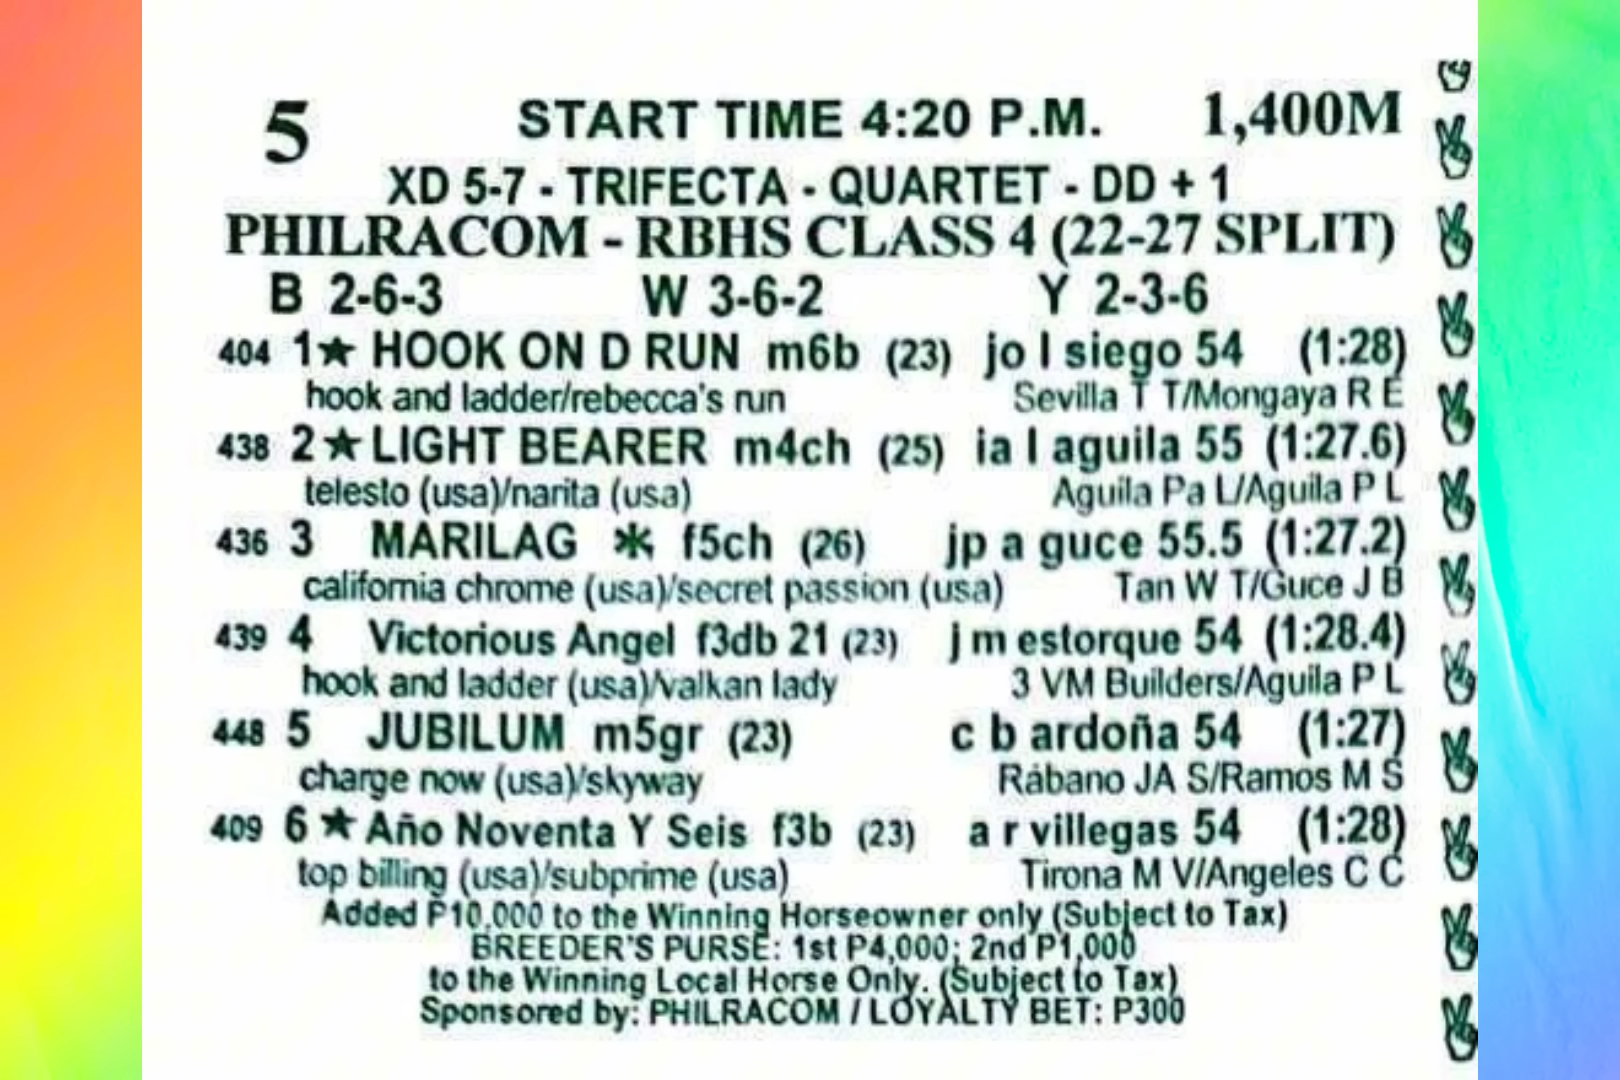 5 START TIME 4:20 P.M. 1,400M
XD 5-7 - TRIFECTA - QUARTET - DD + 1
PHILRACOM - RBHS CLASS 4 (22-27 SPLIT)
B 2-6-3 W 3-6-2 Y 2-3-6
404 1★ HOOK ON D RUN m6b (23) jo l siego 54 (1:28)
hook and ladder/rebecca's run Sevilla T T/Mongaya R E
438 2★ LIGHT BEARER m4ch (25) ia l aguila 55 (1:27.6)
telesto (usa)/narita (usa) Aguila Pa L/Aguila P L
436 3 MARILAG * f5ch (26) jp a guce 55.5 (1:27.2)
california chrome (usa)/secret passion (usa) Tan W T/Guce J B
439 4 Victorious Angel f3db 21 (23) j m estorque 54 (1:28.4)
hook and ladder (usa)/valkan lady 3 VM Builders/Aguila P L
448 5 JUBILUM m5gr (23) c b ardoña 54 (1:27)
charge now (usa)/skyway Rabano JA S/Ramos M S
409 6★ Año Noventa Y Seis f3b (23) a r villegas 54 (1:28)
top billing (usa)/subprime (usa) Tirona M V/Angeles C C
Added P10,000 to the Winning Horseowner only (Subject to Tax)
BREEDER'S PURSE: 1st P4,000; 2nd P1,000
to the Winning Local Horse Only. (Subject to Tax)
Sponsored by: PHILRACOM / LOYALTY BET: P300